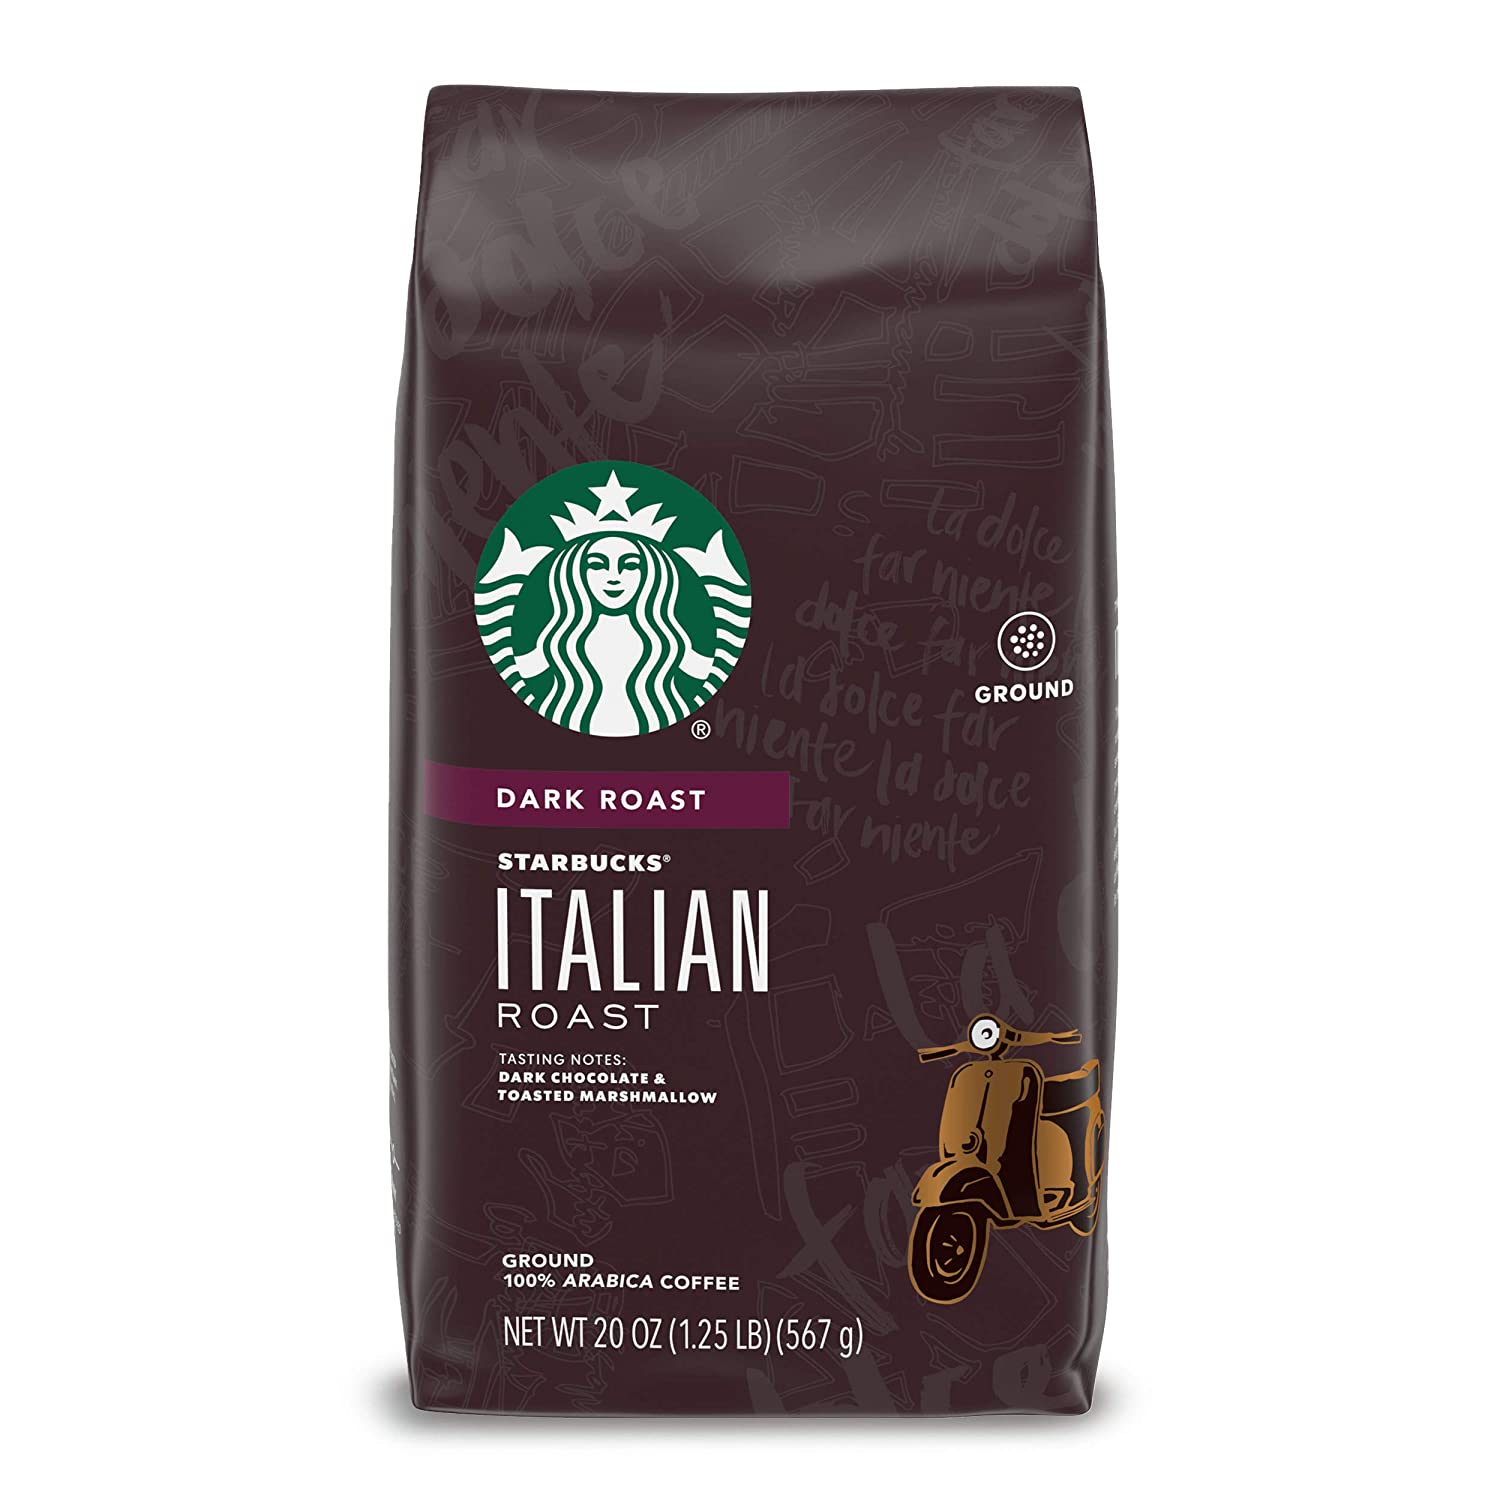 la dolce
far niente
dolce far niente
la dolce far
niente la dolce
far niente
GROUND
®
DARK ROAST
STARBUCKS®
ITALIAN
ROAST
TASTING NOTES:
DARK CHOCOLATE &
TOASTED MARSHMALLOW
GROUND
100% ARABICA COFFEE
NET WT 20 OZ (1.25 LB) (567 g)